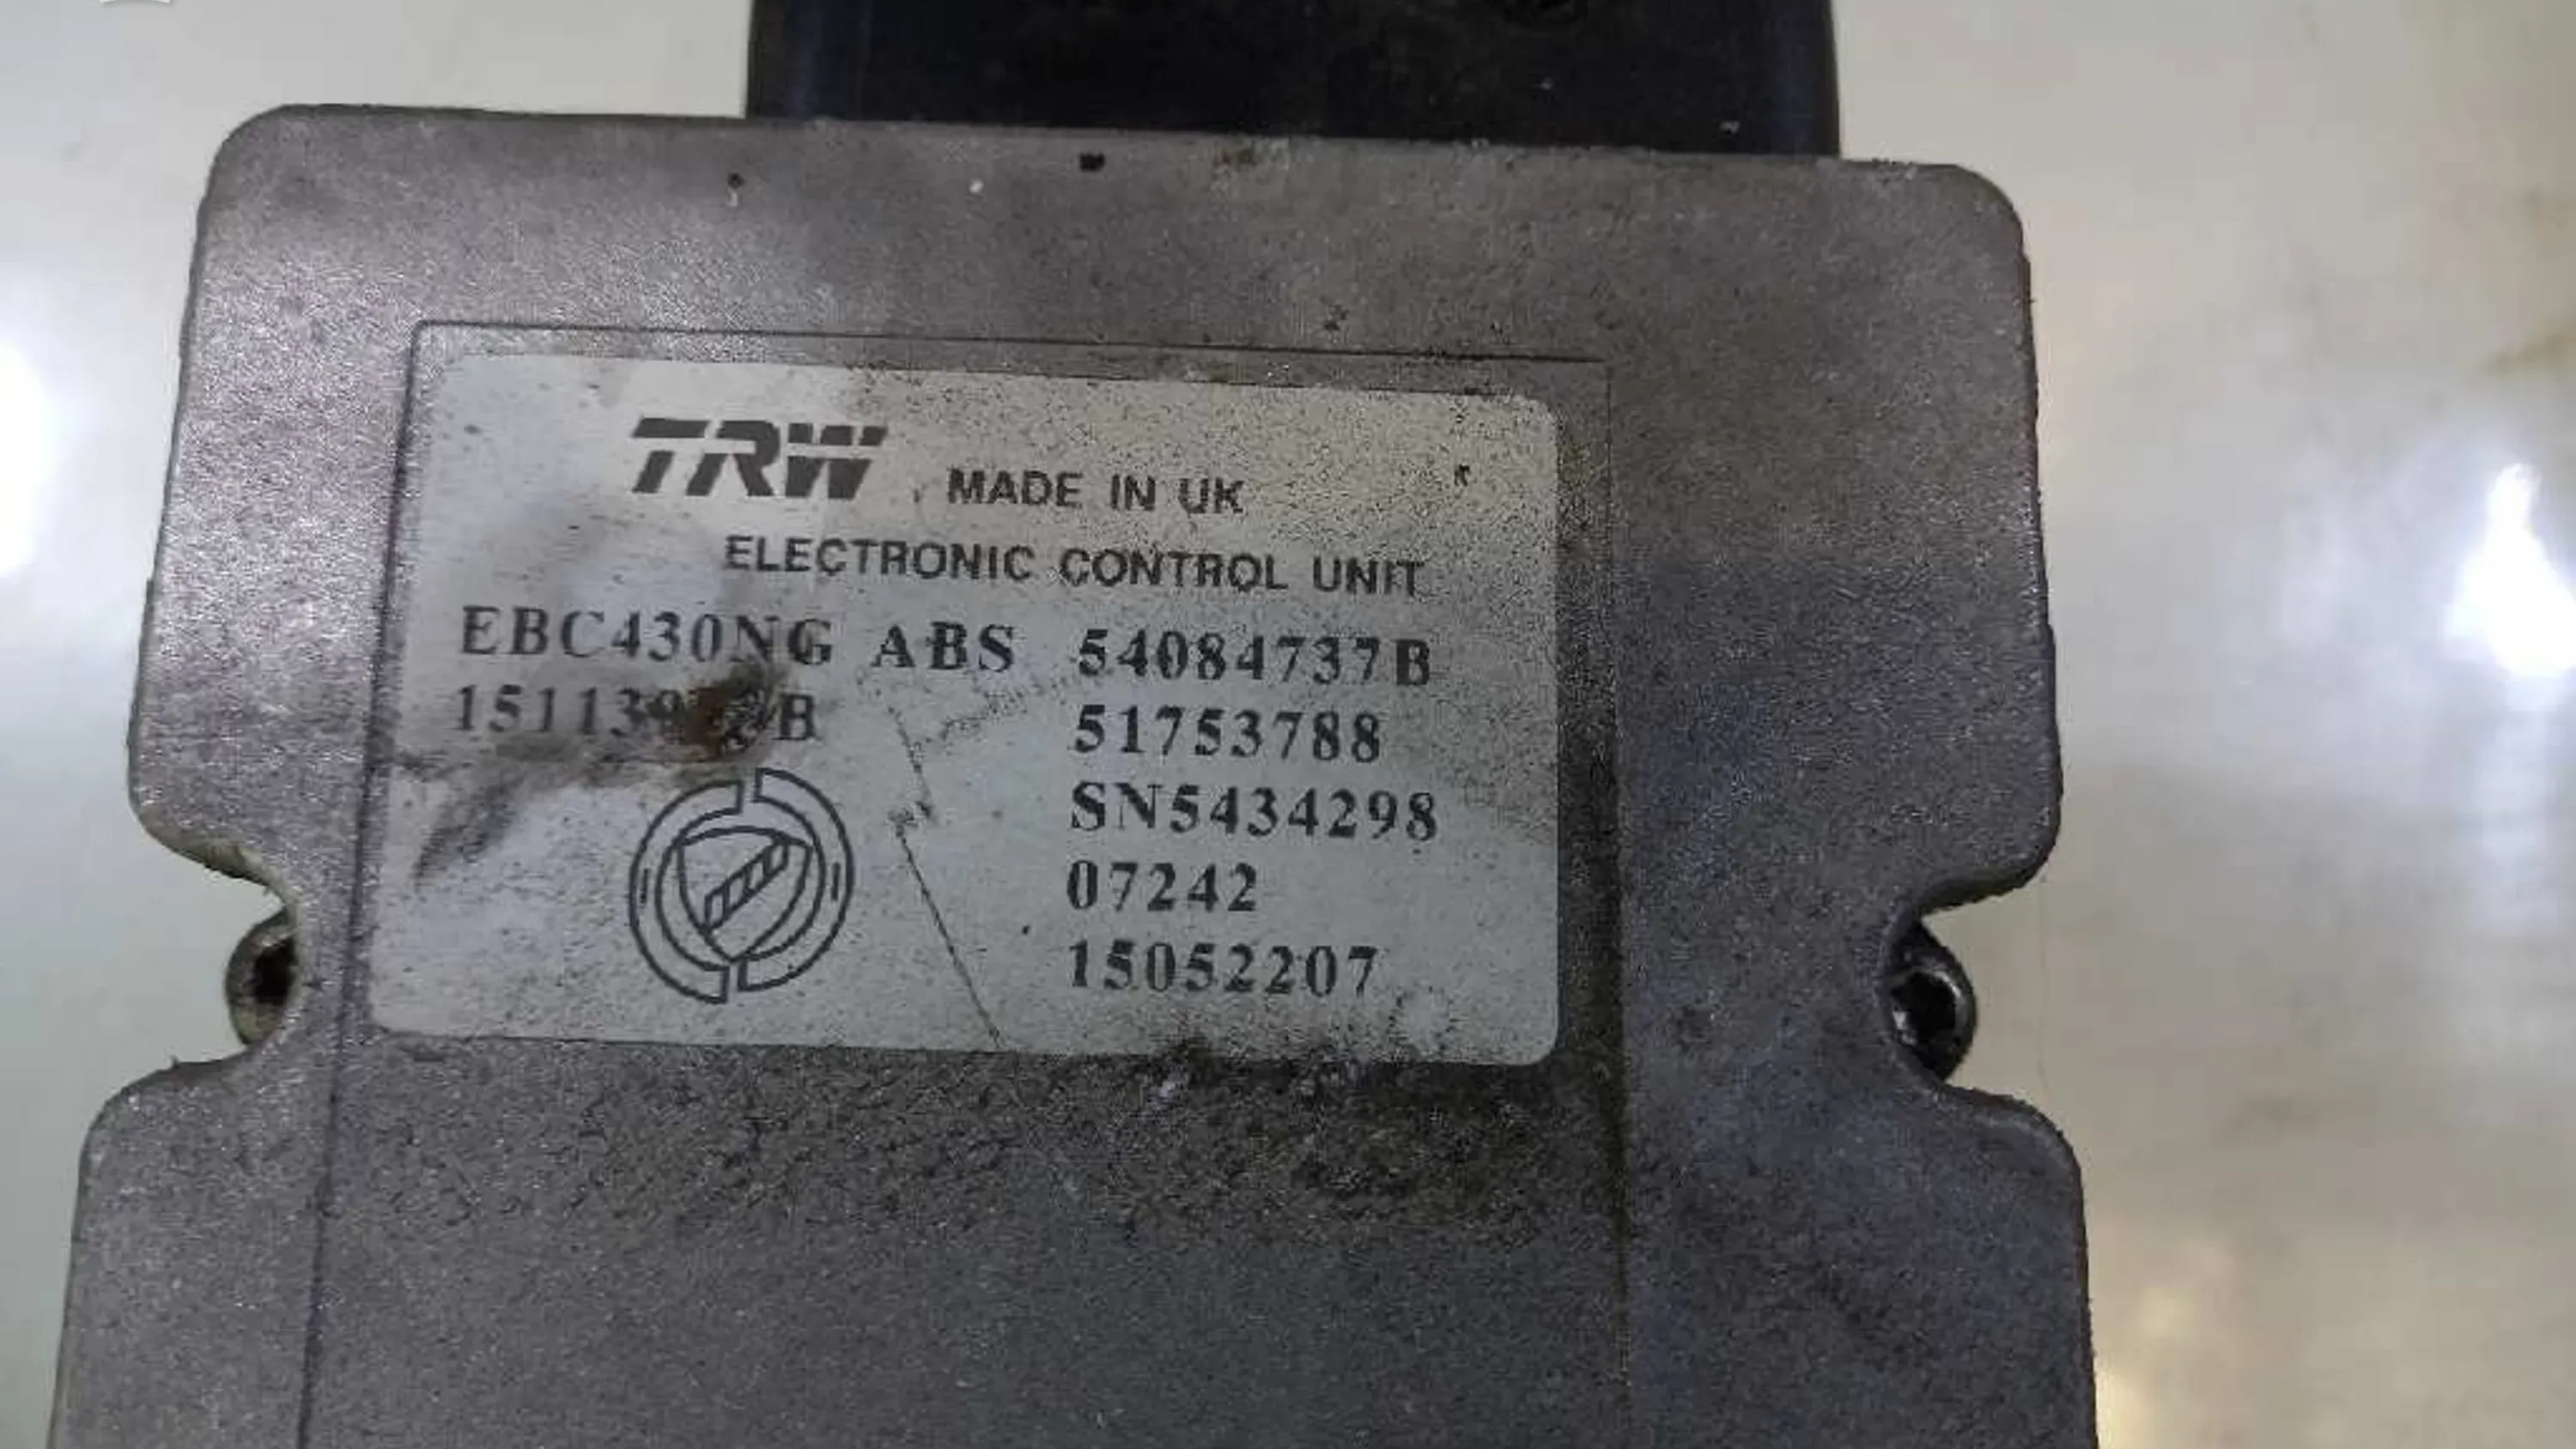 TRW MADE IN UK
ELECTRONIC CONTROL UNIT
EBC430NG ABS 54084737B
51753788
SN5434298
07242
15052207